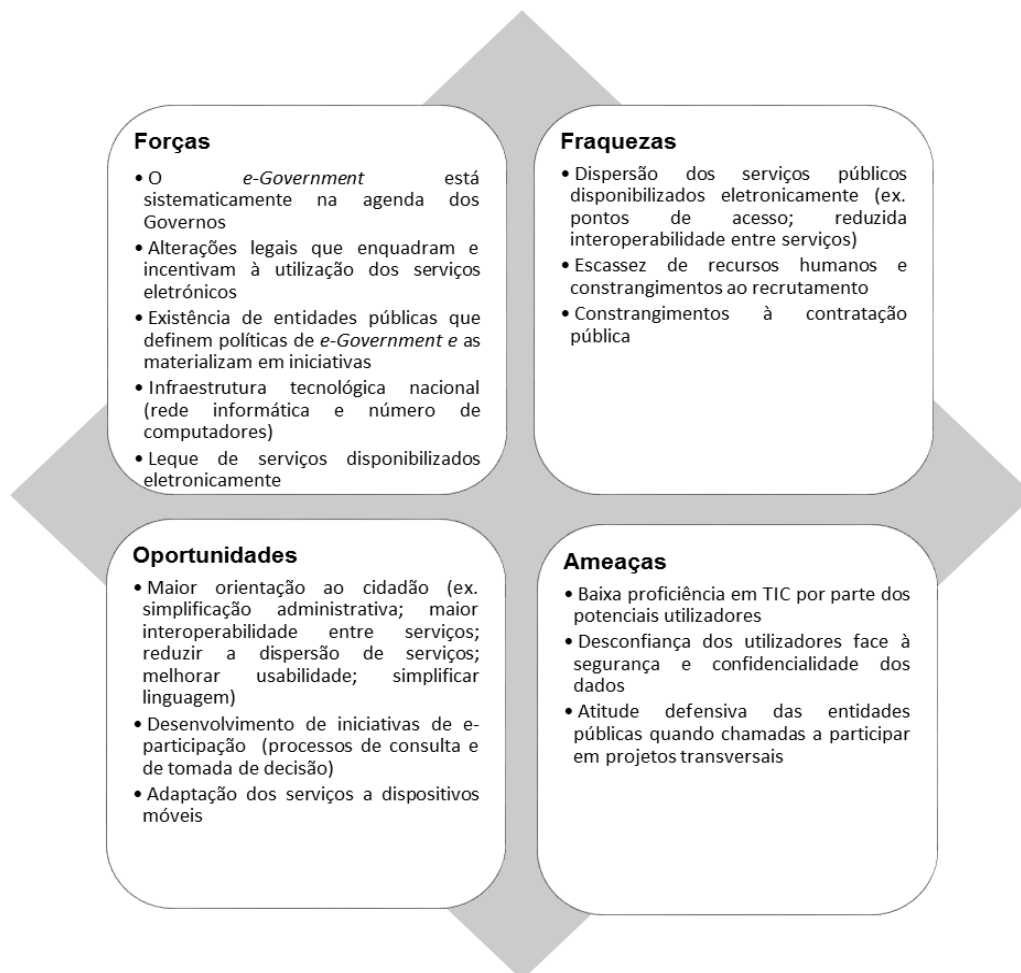 Forças
• O e-Government está
sistematicamente na agenda dos
Governos
• Alterações legais que enquadram e
incentivam à utilização dos serviços
eletrónicos
• Existência de entidades públicas que
definem políticas de e-Government e as
materializam em iniciativas
• Infraestrutura tecnológica nacional
(rede informática e número de
computadores)
• Leque de serviços disponibilizados
eletronicamente
Fraquezas
• Dispersão dos serviços públicos
disponibilizados eletronicamente (ex.
pontos de acesso; reduzida
interoperabilidade entre serviços)
• Escassez de recursos humanos e
constrangimentos ao recrutamento
• Constrangimentos à contratação
pública
Oportunidades
• Maior orientação ao cidadão (ex.
simplificação administrativa; maior
interoperabilidade entre serviços;
reduzir a dispersão de serviços;
melhorar usabilidade; simplificar
linguagem)
• Desenvolvimento de iniciativas de e-
participação (processos de consulta e
de tomada de decisão)
• Adaptação dos serviços a dispositivos
móveis
Ameaças
• Baixa proficiência em TIC por parte dos
potenciais utilizadores
• Desconfiança dos utilizadores face à
segurança e confidencialidade dos
dados
• Atitude defensiva das entidades
públicas quando chamadas a participar
em projetos transversais